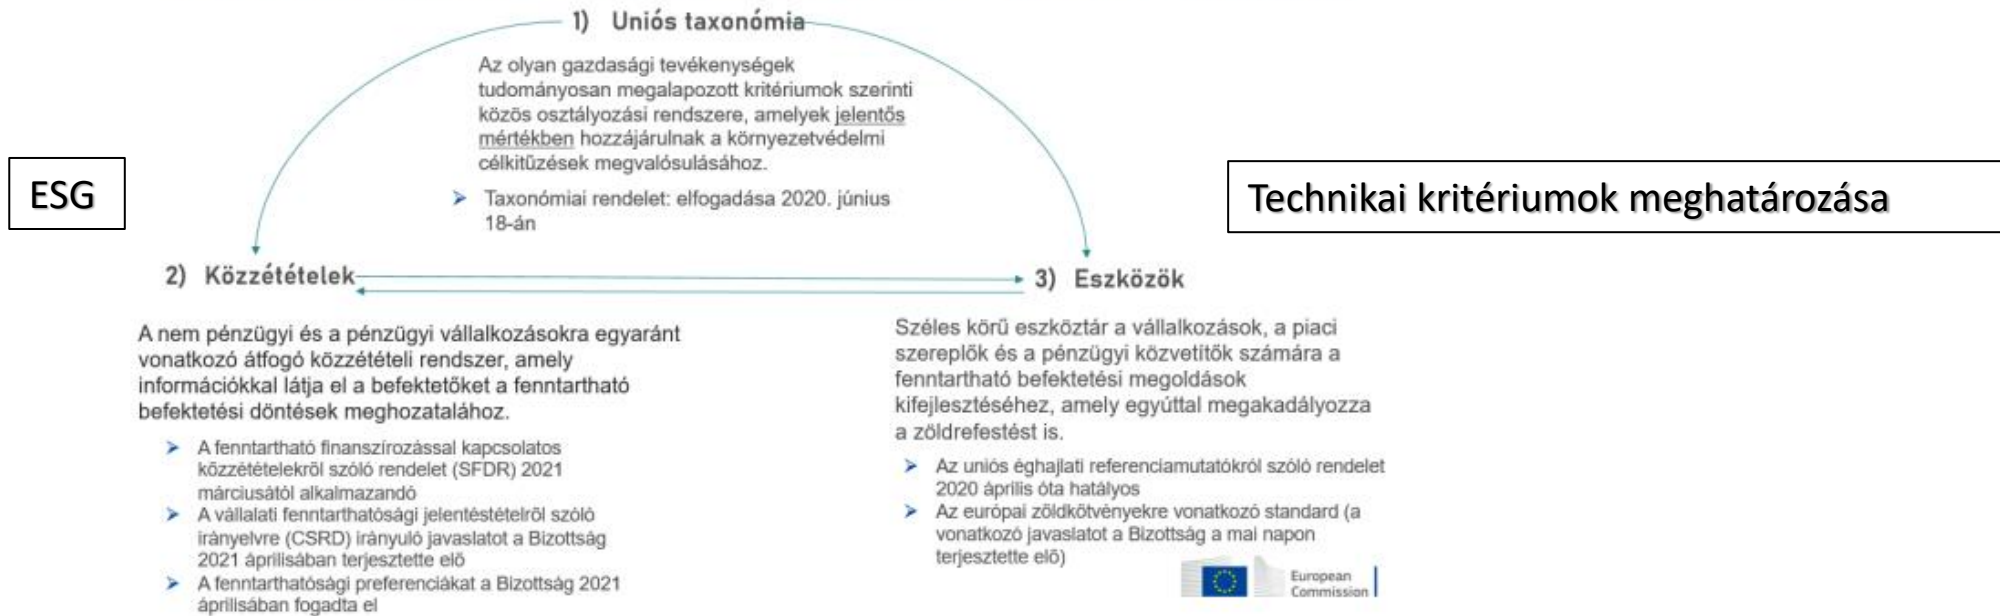 1) Uniós taxonómia
Az olyan gazdasági tevékenységek
tudományosan megalapozott kritériumok szerinti
közös osztályozási rendszere, amelyek jelentős
mértékben hozzájárulnak a környezetvédelmi
célkitűzések megvalósulásához.
➤ Taxonómiai rendelet: elfogadása 2020. június
18-án
ESG
Technikai kritériumok meghatározása
2) Közzétételek
A nem pénzügyi és a pénzügyi vállalkozásokra egyaránt
vonatkozó átfogó közzétételi rendszer, amely
információkkal látja el a befektetőket a fenntartható
befektetési döntések meghozatalához.
➤ A fenntartható finanszírozással kapcsolatos
közzétételekről szóló rendelet (SFDR) 2021
márciusától alkalmazandó
➤ A vállalati fenntarthatósági jelentéstételről szóló
irányelvre (CSRD) irányuló javaslatot a Bizottság
2021 áprilisában terjesztette elő
➤ A fenntarthatósági preferenciákat a Bizottság 2021
áprilisában fogadta el
3) Eszközök
Széles körű eszköztár a vállalkozások, a piaci
szereplők és a pénzügyi közvetítők számára a
fenntartható befektetési megoldások
kifejlesztéséhez, amely egyúttal megakadályozza
a zöldrefestést is.
➤ Az uniós éghajlati referenciamutatókról szóló rendelet
2020 április óta hatályos
➤ Az európai zöldkötvényekre vonatkozó standard (a
vonatkozó javaslatot a Bizottság a mai napon
terjesztette elő)
European
Commission